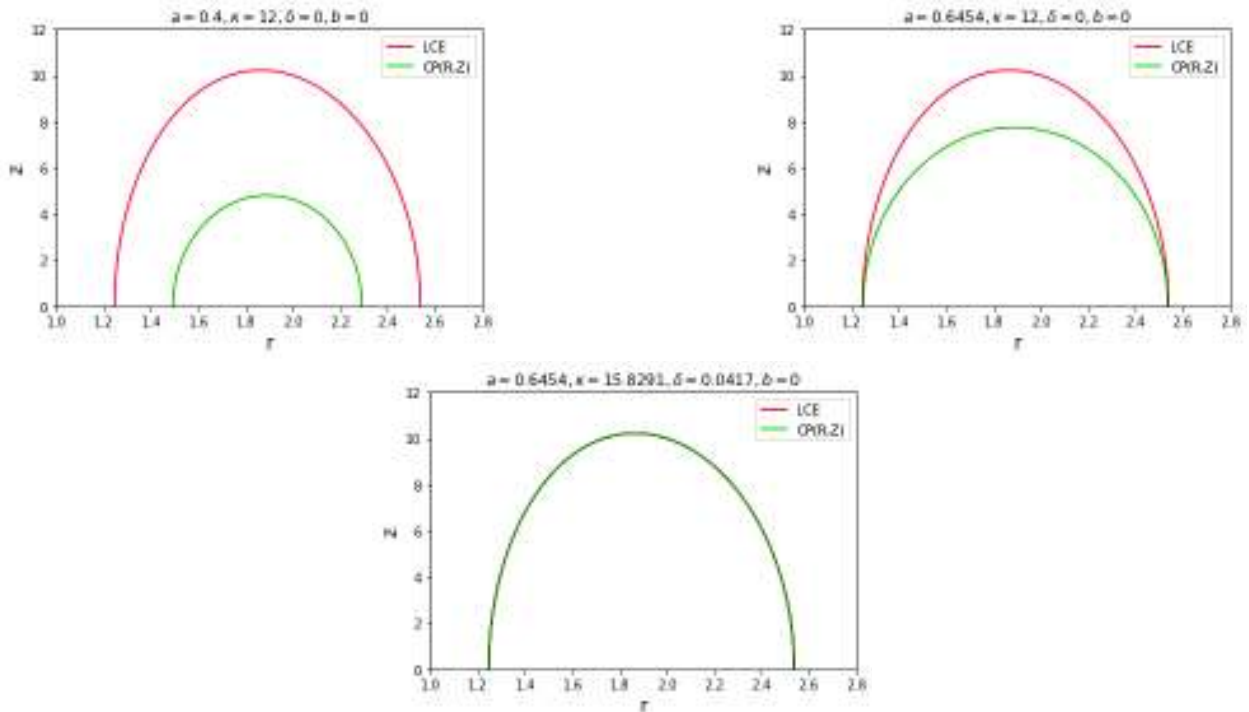 a = 0.4, κ = 12, δ = 0, b = 0
12
10
8
6
4
2
0
z
LCE
CP(R,Z)
1.0 1.2 1.4 1.6 1.8 2.0 2.2 2.4 2.6 2.8
r
a = 0.6454, κ = 12, δ = 0, b = 0
12
10
8
6
4
2
0
z
LCE
CP(R,Z)
1.0 1.2 1.4 1.6 1.8 2.0 2.2 2.4 2.6 2.8
r
a = 0.6454, κ = 15.8291, δ = 0.0417, b = 0
12
10
8
6
4
2
0
z
LCE
CP(R,Z)
1.0 1.2 1.4 1.6 1.8 2.0 2.2 2.4 2.6 2.8
r